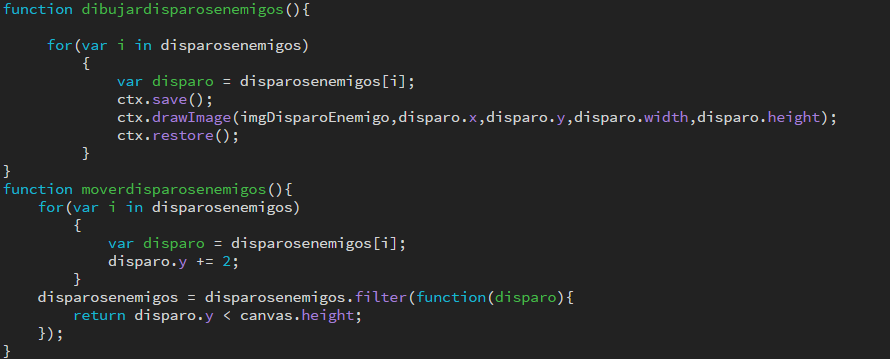 function dibujardisparosenemigos(){
for(var i in disparosenemigos)
{
var disparo = disparosenemigos[i];
ctx.save();
ctx.drawImage(imgDisparoEnemigo,disparo.x,disparo.y,disparo.width,disparo.height);
ctx.restore();
}
}
function moverdisparosenemigos(){
for(var i in disparosenemigos)
{
var disparo = disparosenemigos[i];
disparo.y += 2;
}
disparosenemigos = disparosenemigos.filter(function(disparo){
return disparo.y < canvas.height;
});
}